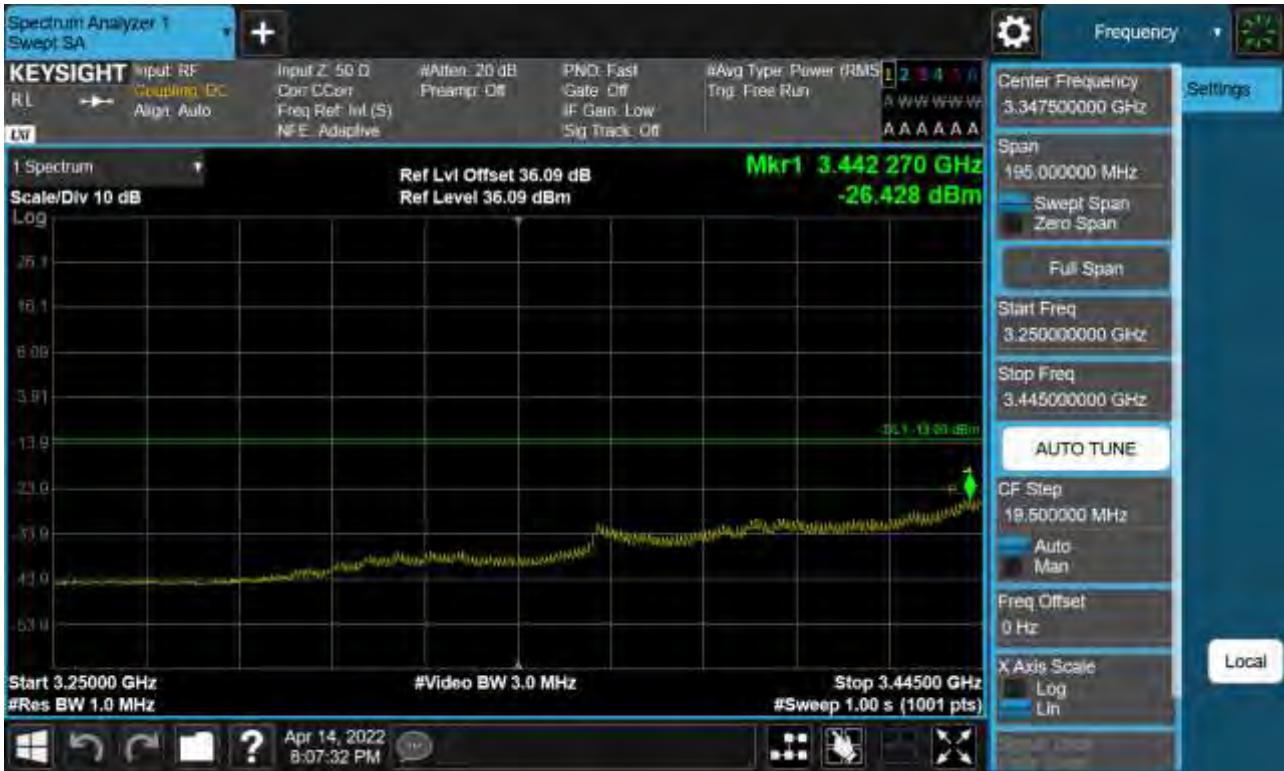 Spectrum Analyzer 1
Swept SA
Frequency
KEYSIGHT
Input: RF
Input Z: 50 Ω
#Atten: 20 dB
PNO: Fast
#Avg Type: Power (RMS
1 2 3 4 5 6
RL
Coupling: DC
Corr CCorr
Preamp: Off
Gate: Off
Trig: Free Run
Align: Auto
Freq Ref: Int (S)
IF Gain: Low
A W W W W W
LXI
NFE: Adaptive
Sig Track: Off
A A A A A A
1 Spectrum
Ref Lvl Offset 36.09 dB
Mkr1 3.442 270 GHz
Scale/Div 10 dB
Ref Level 36.09 dBm
-26.428 dBm
Log
26.1
16.1
6.09
-3.91
DL1 -13.00 dBm
-13.9
-23.9
-33.9
-43.9
-53.9
Start 3.25000 GHz
#Video BW 3.0 MHz
Stop 3.44500 GHz
#Res BW 1.0 MHz
#Sweep 1.00 s (1001 pts)
Center Frequency
3.347500000 GHz
Settings
Span
195.000000 MHz
Swept Span
Zero Span
Full Span
Start Freq
3.250000000 GHz
Stop Freq
3.445000000 GHz
AUTO TUNE
CF Step
19.500000 MHz
Auto
Man
Freq Offset
0 Hz
X Axis Scale
Log
Lin
Local
?
Apr 14, 2022
8:07:32 PM